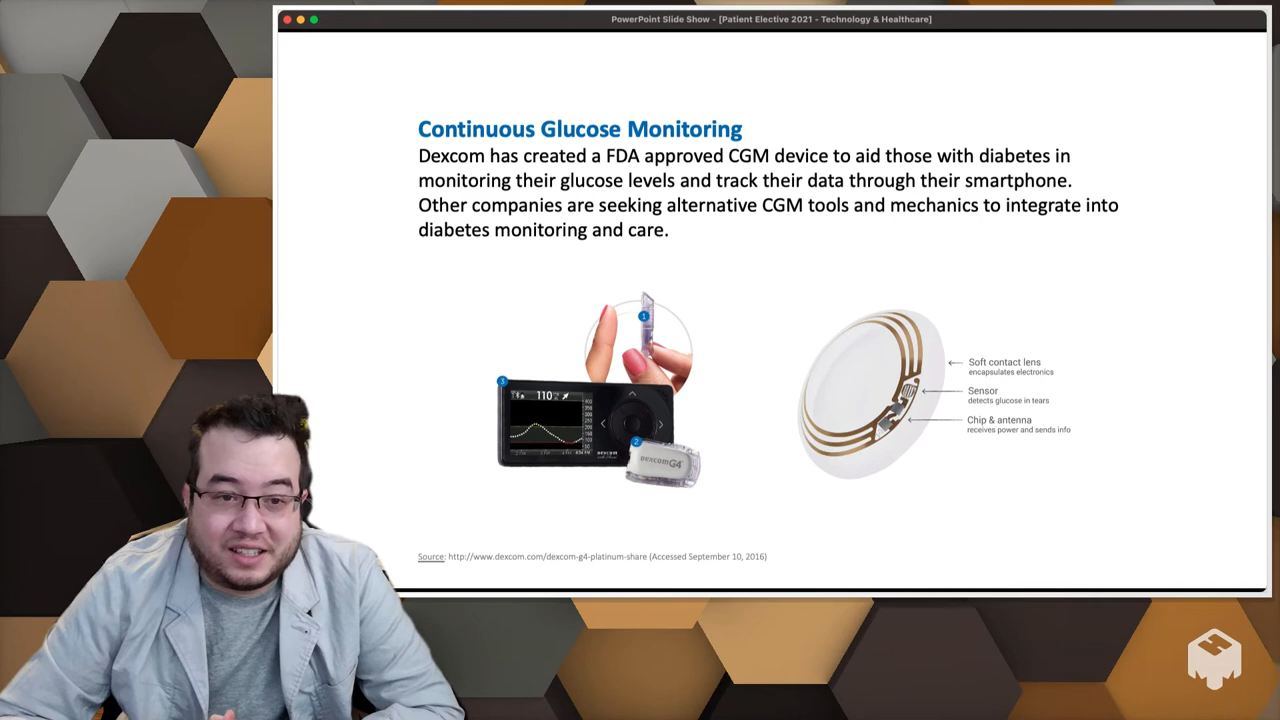 PowerPoint Slide Show - [Patient Elective 2021 - Technology & Healthcare]
Continuous Glucose Monitoring
Dexcom has created a FDA approved CGM device to aid those with diabetes in
monitoring their glucose levels and track their data through their smartphone.
Other companies are seeking alternative CGM tools and mechanics to integrate into
diabetes monitoring and care.
1
3
110
2
dexcom
DEXCOM G4
Soft contact lens
encapsulates electronics
Sensor
detects glucose in tears
Chip & antenna
receives power and sends info
Source: http://www.dexcom.com/dexcom-g4-platinum-share (Accessed September 10, 2016)